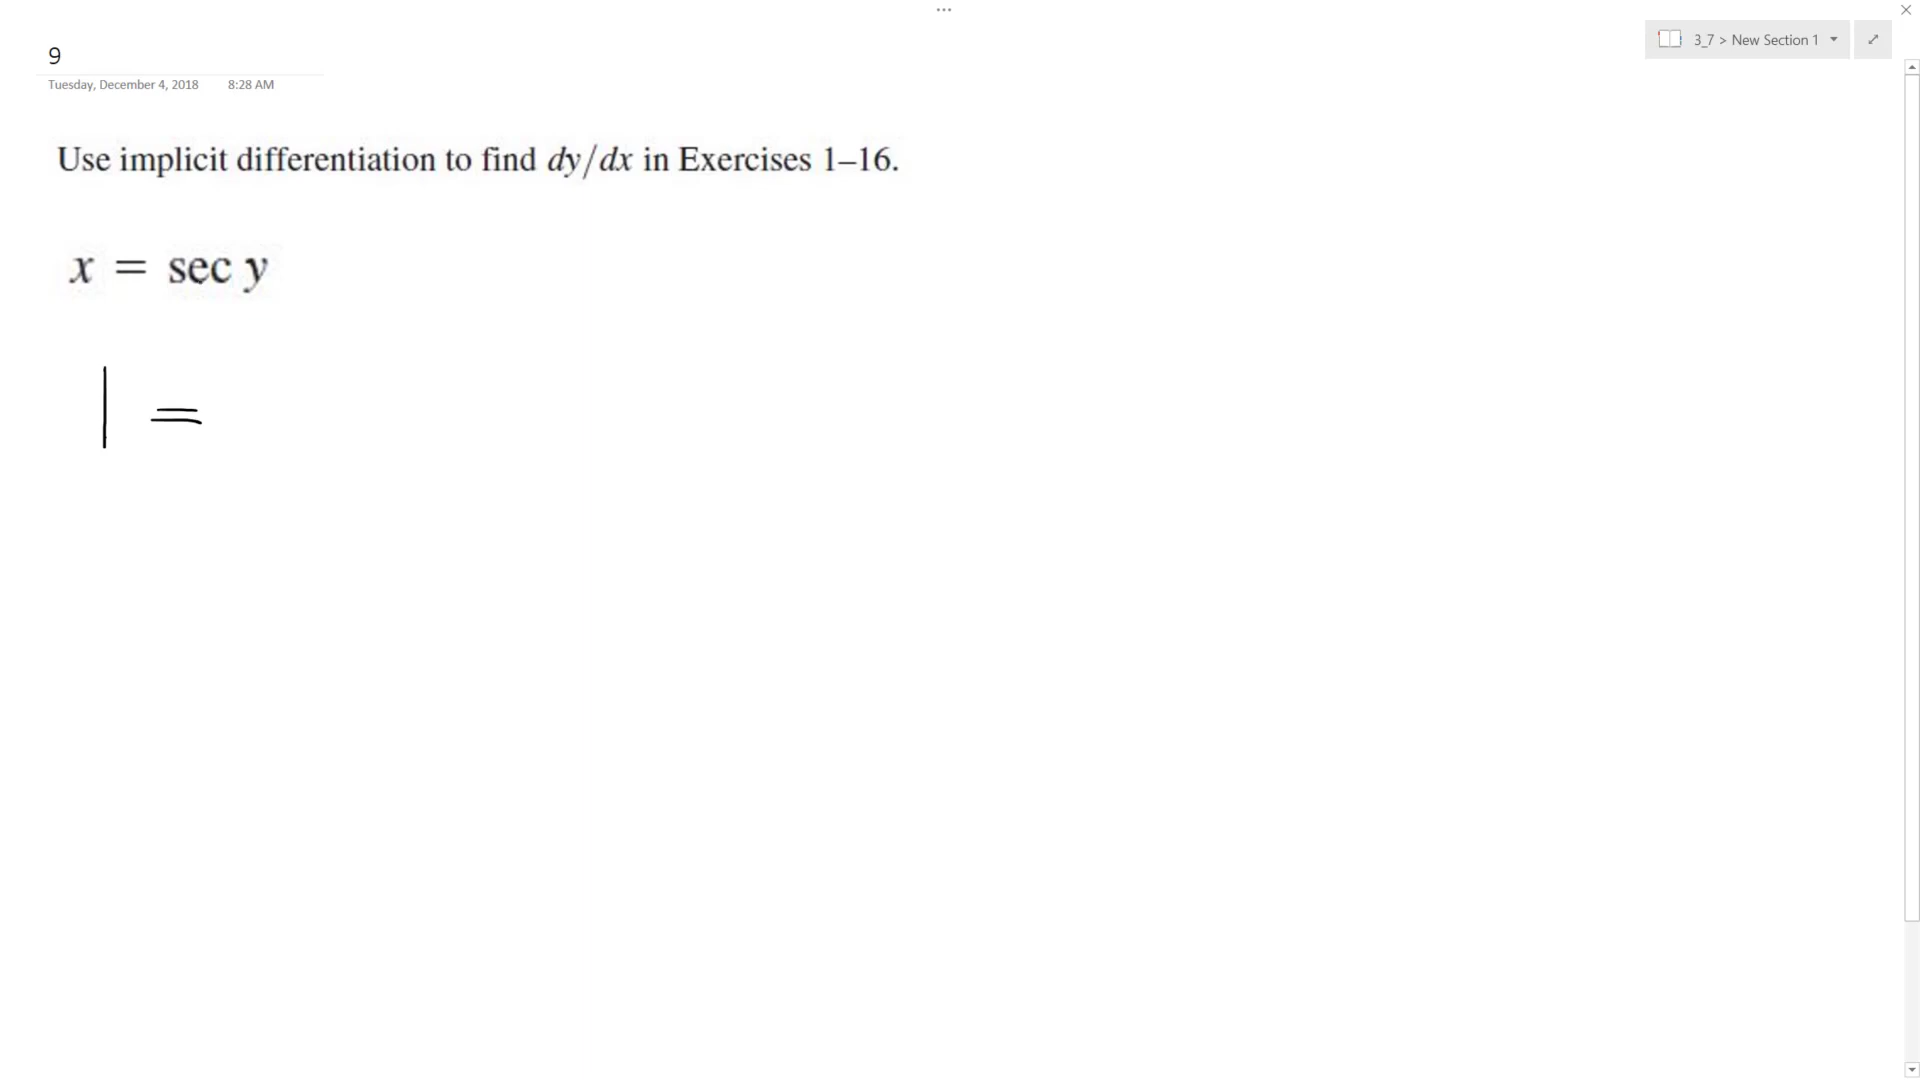 ...
3_7 > New Section 1
9
Tuesday, December 4, 2018 8:28 AM
Use implicit differentiation to find dy/dx in Exercises 1–16.
x = sec y
1 =